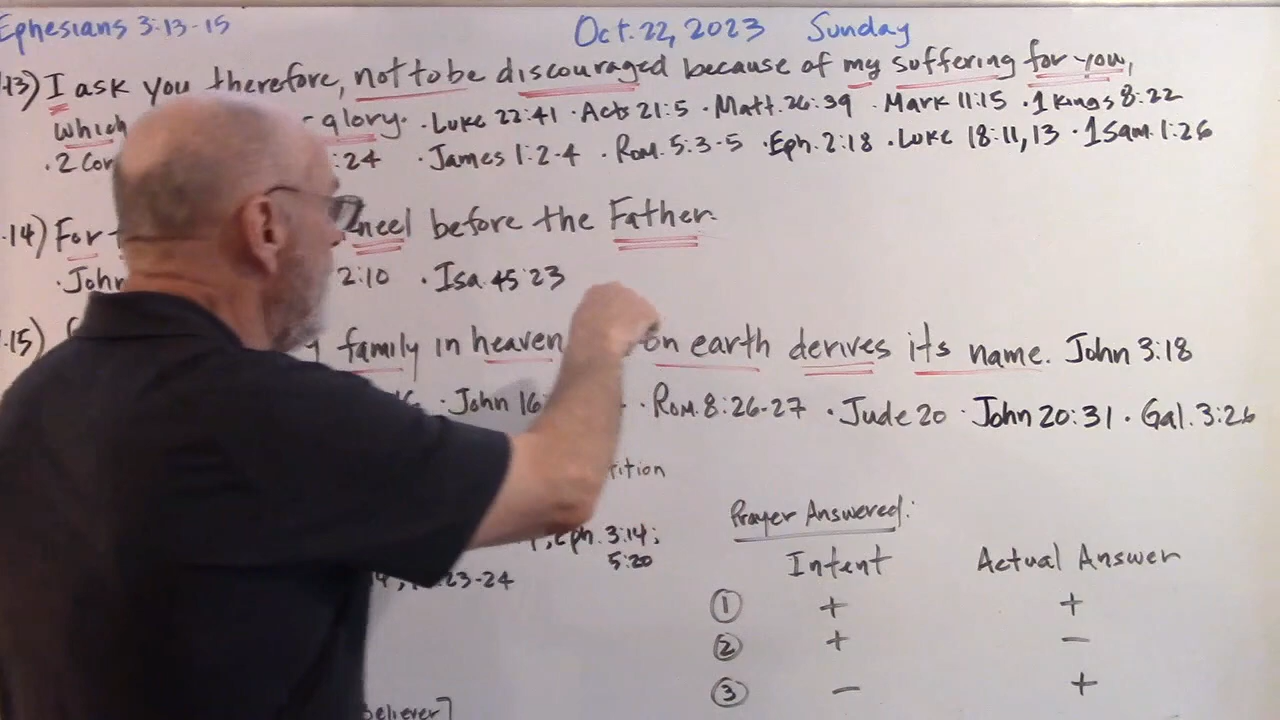 Ephesians 3:13-15 Oct. 22, 2023 Sunday
.13) I ask you therefore, not to be discouraged because of my suffering for you,
which glory. · Luke 22:41 · Acts 21:5 · Matt. 26:39 · Mark 11:15 · 1 Kings 8:22
· 2 Cor :24 · James 1:2-4 · Rom. 5:3-5 · Eph. 2:18 · Luke 18:11,13 · 1 Sam. 1:26
.14) For neel before the Father.
· John 2:10 · Isa. 45:23
.15) family in heaven on earth derives its name. John 3:18
· John 16 · Rom. 8:26-27 · Jude 20 · John 20:31 · Gal. 3:26
tition
Prayer Answered:
, Eph. 3:14;
5:20
Intent Actual Answer
23-24
① + +
② + −
③ − +
believer]